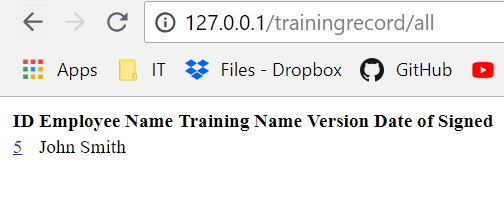 127.0.0.1/trainingrecord/all
Apps IT Files - Dropbox GitHub
ID Employee Name Training Name Version Date of Signed
5 John Smith